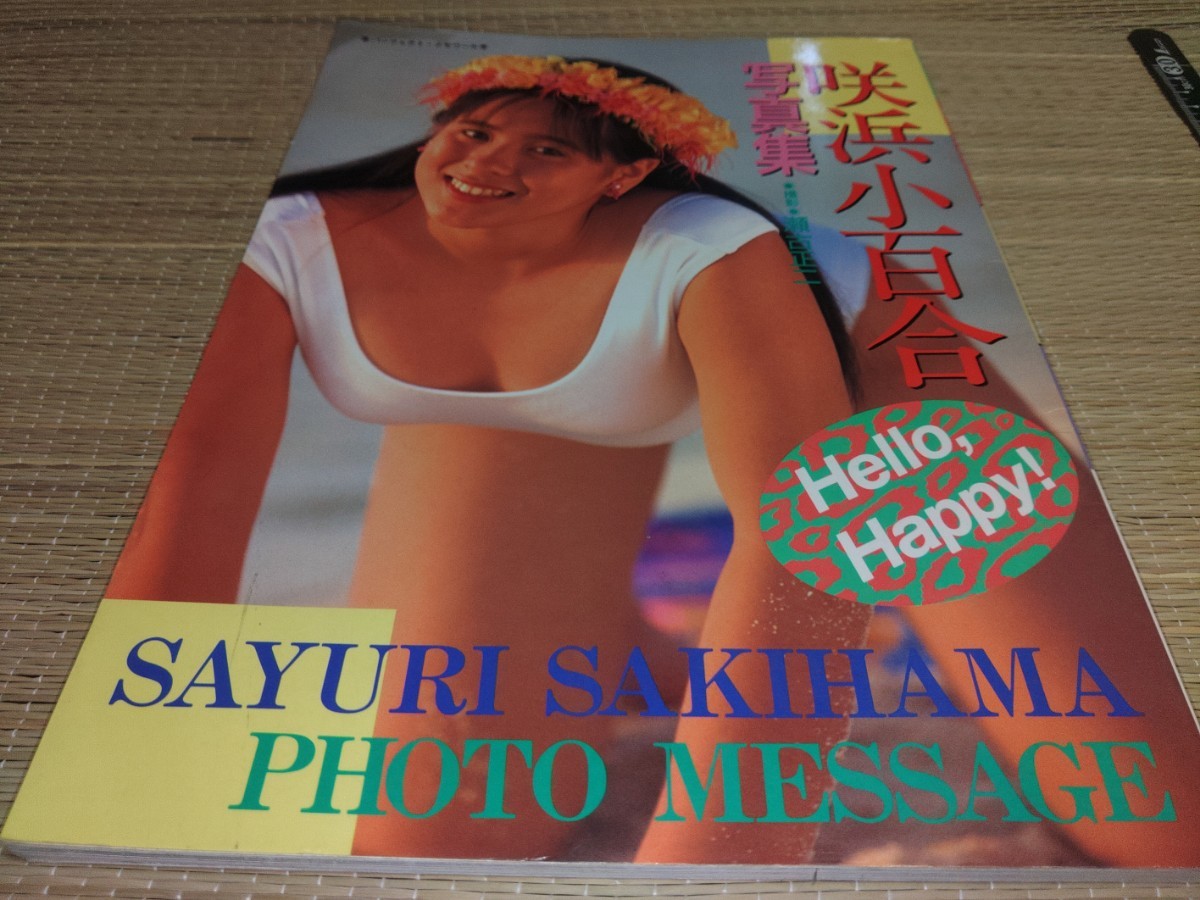 咲浜小百合
写真集
Hello,
Happy!
SAYURI SAKIHAMA
PHOTO MESSAGE